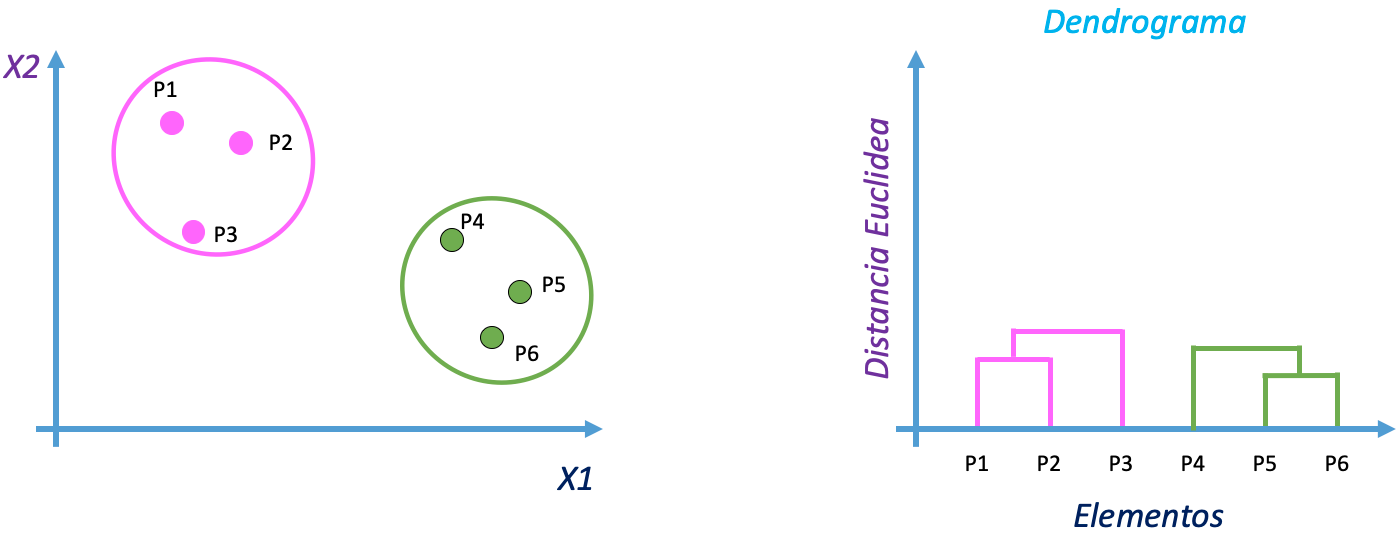 X2
P1
P2
P3
P4
P5
P6
X1
Dendrograma
Distancia Euclidea
P1 P2 P3 P4 P5 P6
Elementos